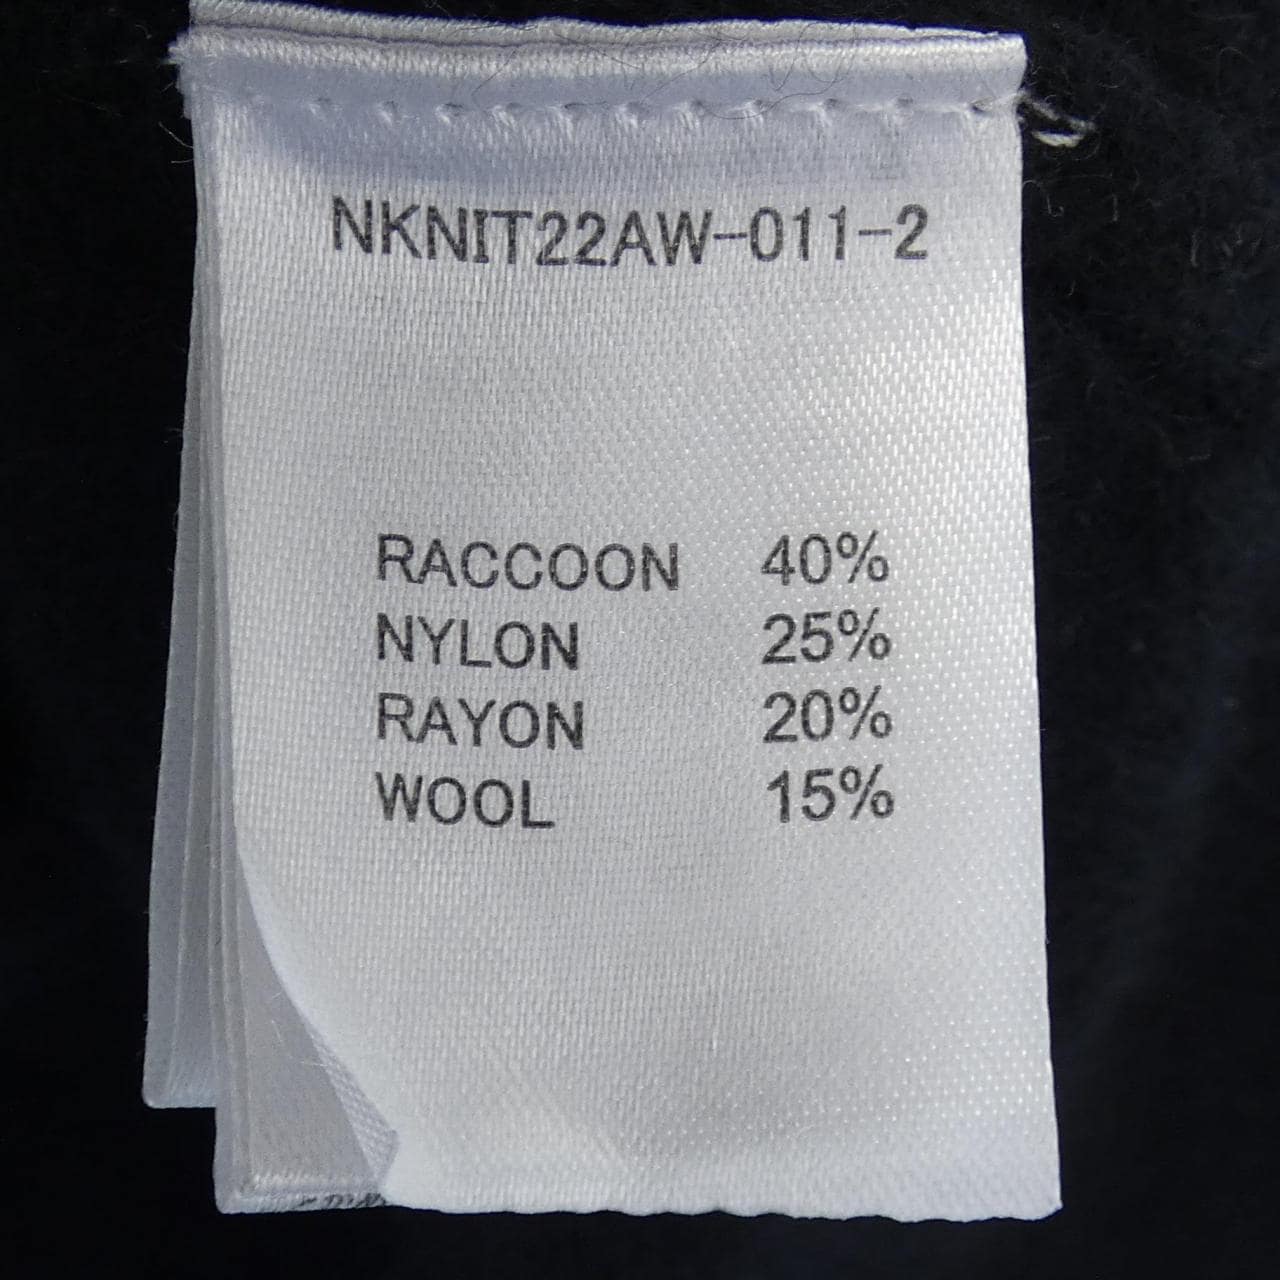 NKNIT22AW-011-2
RACCOON 40%
NYLON 25%
RAYON 20%
WOOL 15%